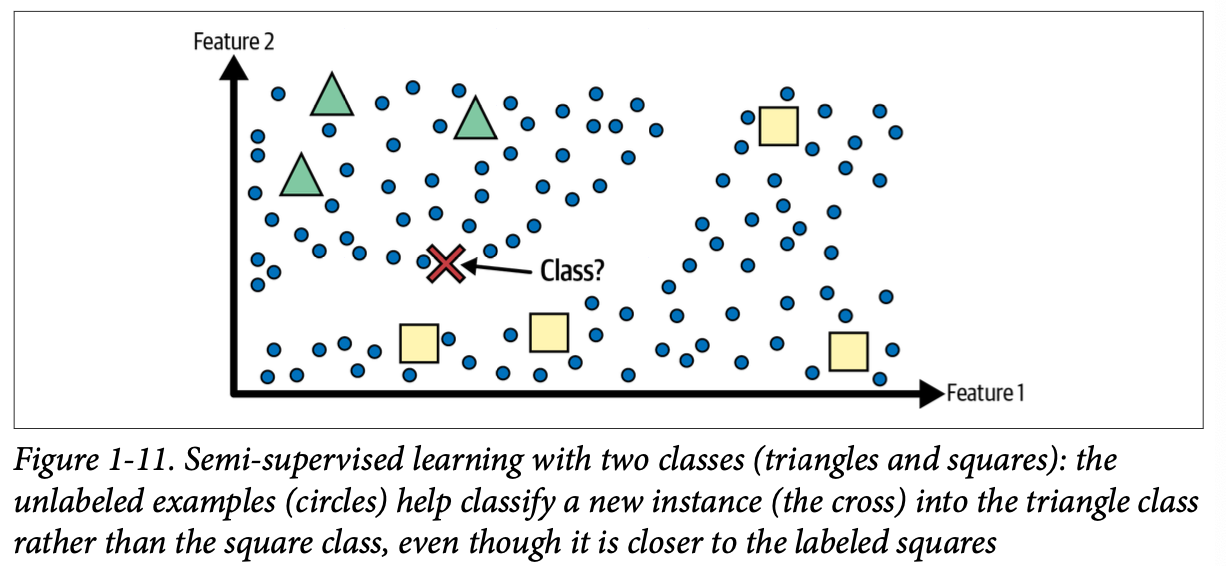 Feature 2
Class?
Feature 1
Figure 1-11. Semi-supervised learning with two classes (triangles and squares): the
unlabeled examples (circles) help classify a new instance (the cross) into the triangle class
rather than the square class, even though it is closer to the labeled squares